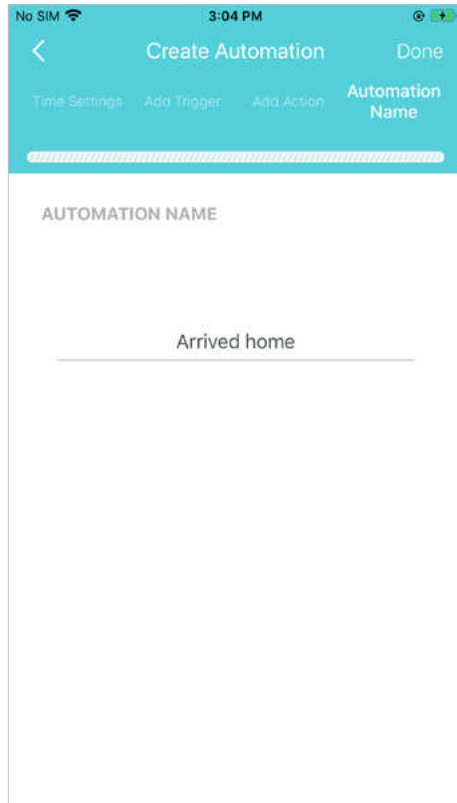 No SIM 3:04 PM
Create Automation Done
Time Settings Add Trigger Add Action Automation Name
AUTOMATION NAME
Arrived home